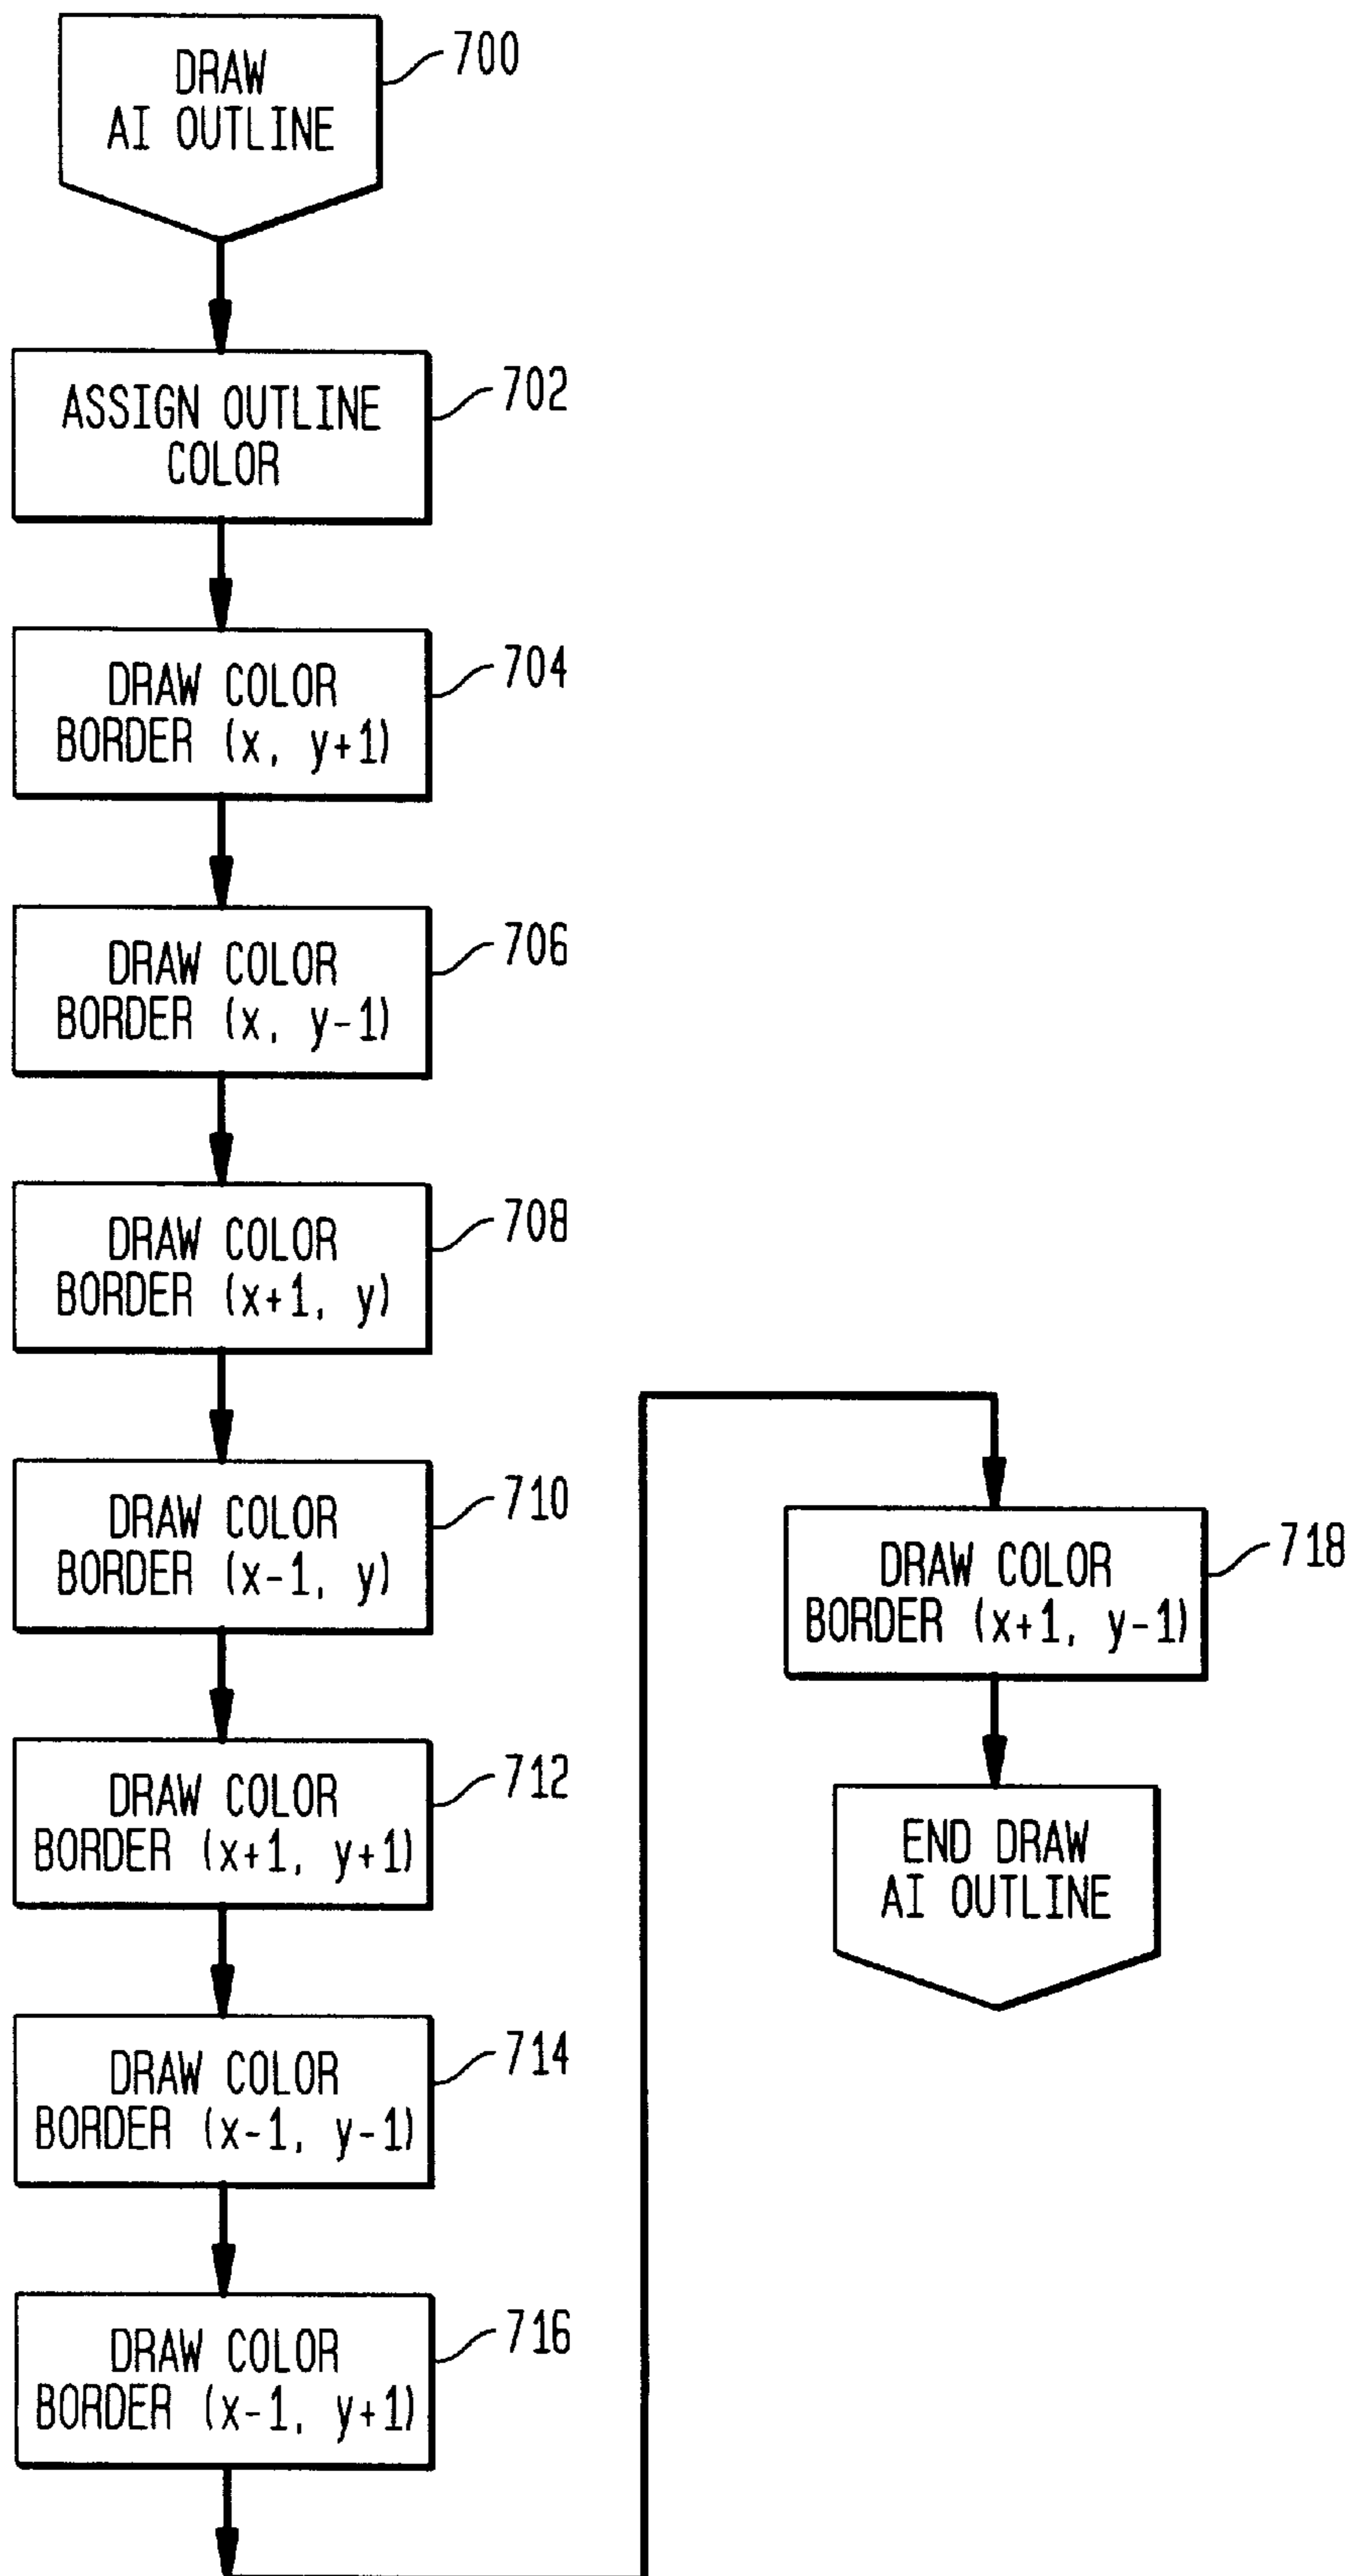 DRAW
AI OUTLINE
700
ASSIGN OUTLINE
COLOR
702
DRAW COLOR
BORDER (x, y+1)
704
DRAW COLOR
BORDER (x, y-1)
706
DRAW COLOR
BORDER (x+1, y)
708
DRAW COLOR
BORDER (x-1, y)
710
DRAW COLOR
BORDER (x+1, y+1)
712
DRAW COLOR
BORDER (x-1, y-1)
714
DRAW COLOR
BORDER (x-1, y+1)
716
DRAW COLOR
BORDER (x+1, y-1)
718
END DRAW
AI OUTLINE